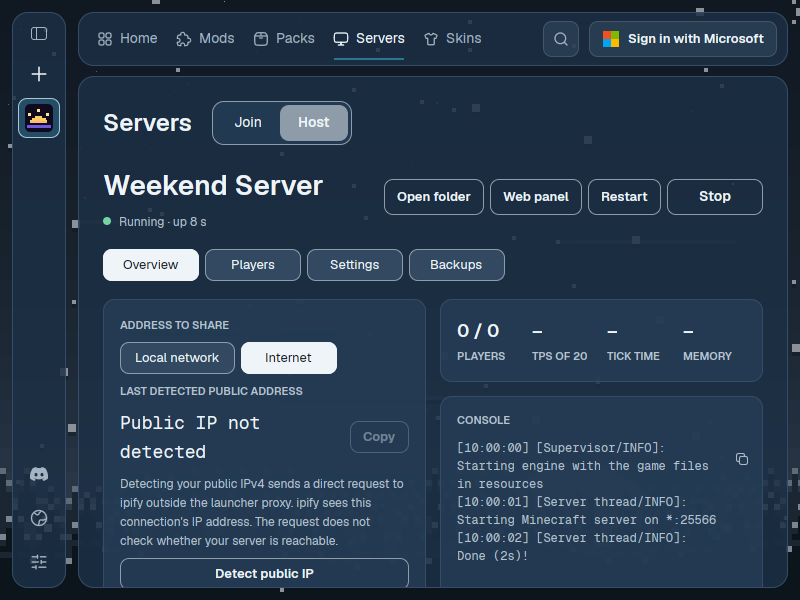 Home
Mods
Packs
Servers
Skins
Sign in with Microsoft
Servers
Join
Host
Weekend Server
Running · up 8 s
Open folder
Web panel
Restart
Stop
Overview
Players
Settings
Backups
ADDRESS TO SHARE
Local network
Internet
LAST DETECTED PUBLIC ADDRESS
Public IP not
detected
Copy
Detecting your public IPv4 sends a direct request to
ipify outside the launcher proxy. ipify sees this
connection's IP address. The request does not
check whether your server is reachable.
Detect public IP
0 / 0
PLAYERS
–
TPS OF 20
–
TICK TIME
–
MEMORY
CONSOLE
[10:00:00] [Supervisor/INFO]:
Starting engine with the game files
in resources
[10:00:01] [Server thread/INFO]:
Starting Minecraft server on *:25566
[10:00:02] [Server thread/INFO]:
Done (2s)!